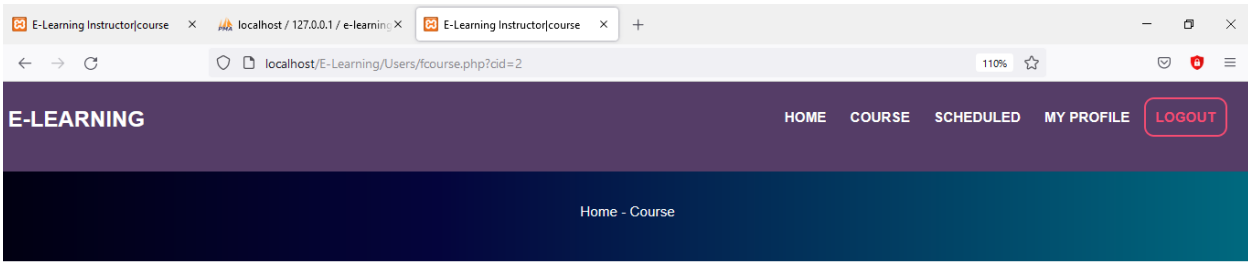 E-Learning Instructor|course
localhost / 127.0.0.1 / e-learning
E-Learning Instructor|course
localhost/E-Learning/Users/fcourse.php?cid=2
110%
E-LEARNING
HOME COURSE SCHEDULED MY PROFILE LOGOUT
Home - Course